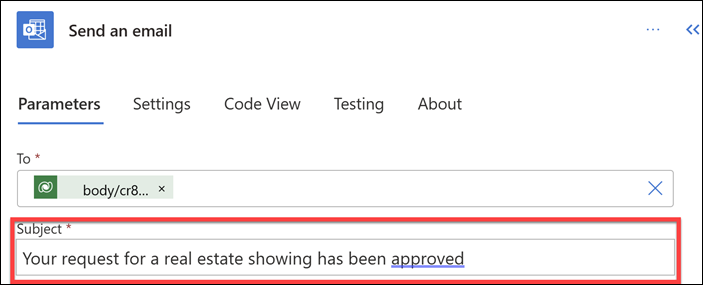 Send an email
Parameters Settings Code View Testing About
To *
body/cr8... ×
Subject *
Your request for a real estate showing has been approved